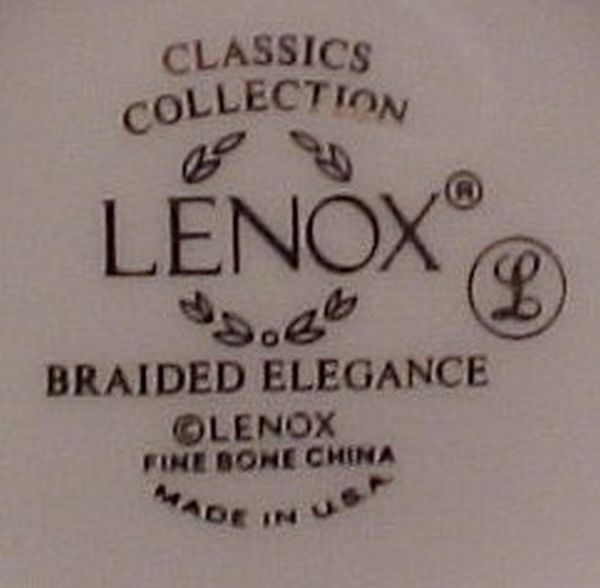 CLASSICS
COLLECTION
LENOX®
L
BRAIDED ELEGANCE
©LENOX
FINE BONE CHINA
MADE IN U.S.A